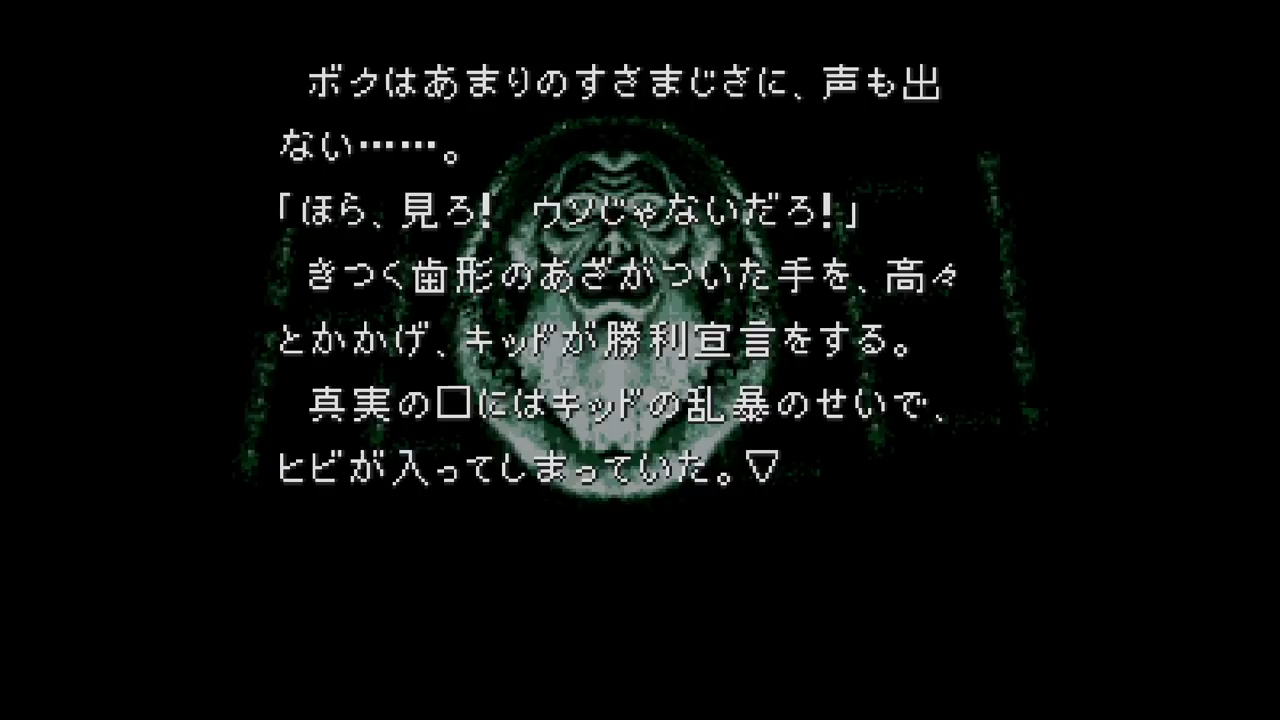 ボクはあまりのすさまじさに、声も出
ない……。
「ほら、見ろ!　ウソじゃないだろ!」
きつく歯形のあざがついた手を、高々
とかかげ、キッドが勝利宣言をする。
真実の口にはキッドの乱暴のせいで、
ヒビが入ってしまっていた。▽